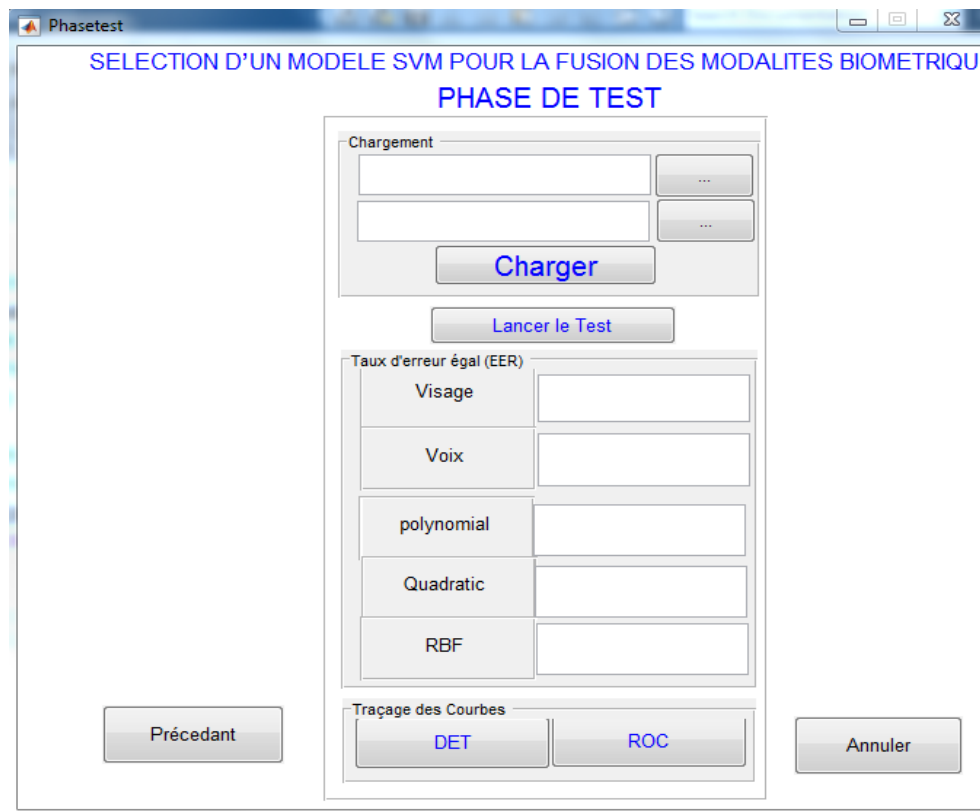 Phasetest
SELECTION D'UN MODELE SVM POUR LA FUSION DES MODALITES BIOMETRIQU
PHASE DE TEST
Chargement
...
...
Charger
Lancer le Test
Taux d'erreur égal (EER)
Visage
Voix
polynomial
Quadratic
RBF
Traçage des Courbes
DET ROC
Précedant
Annuler